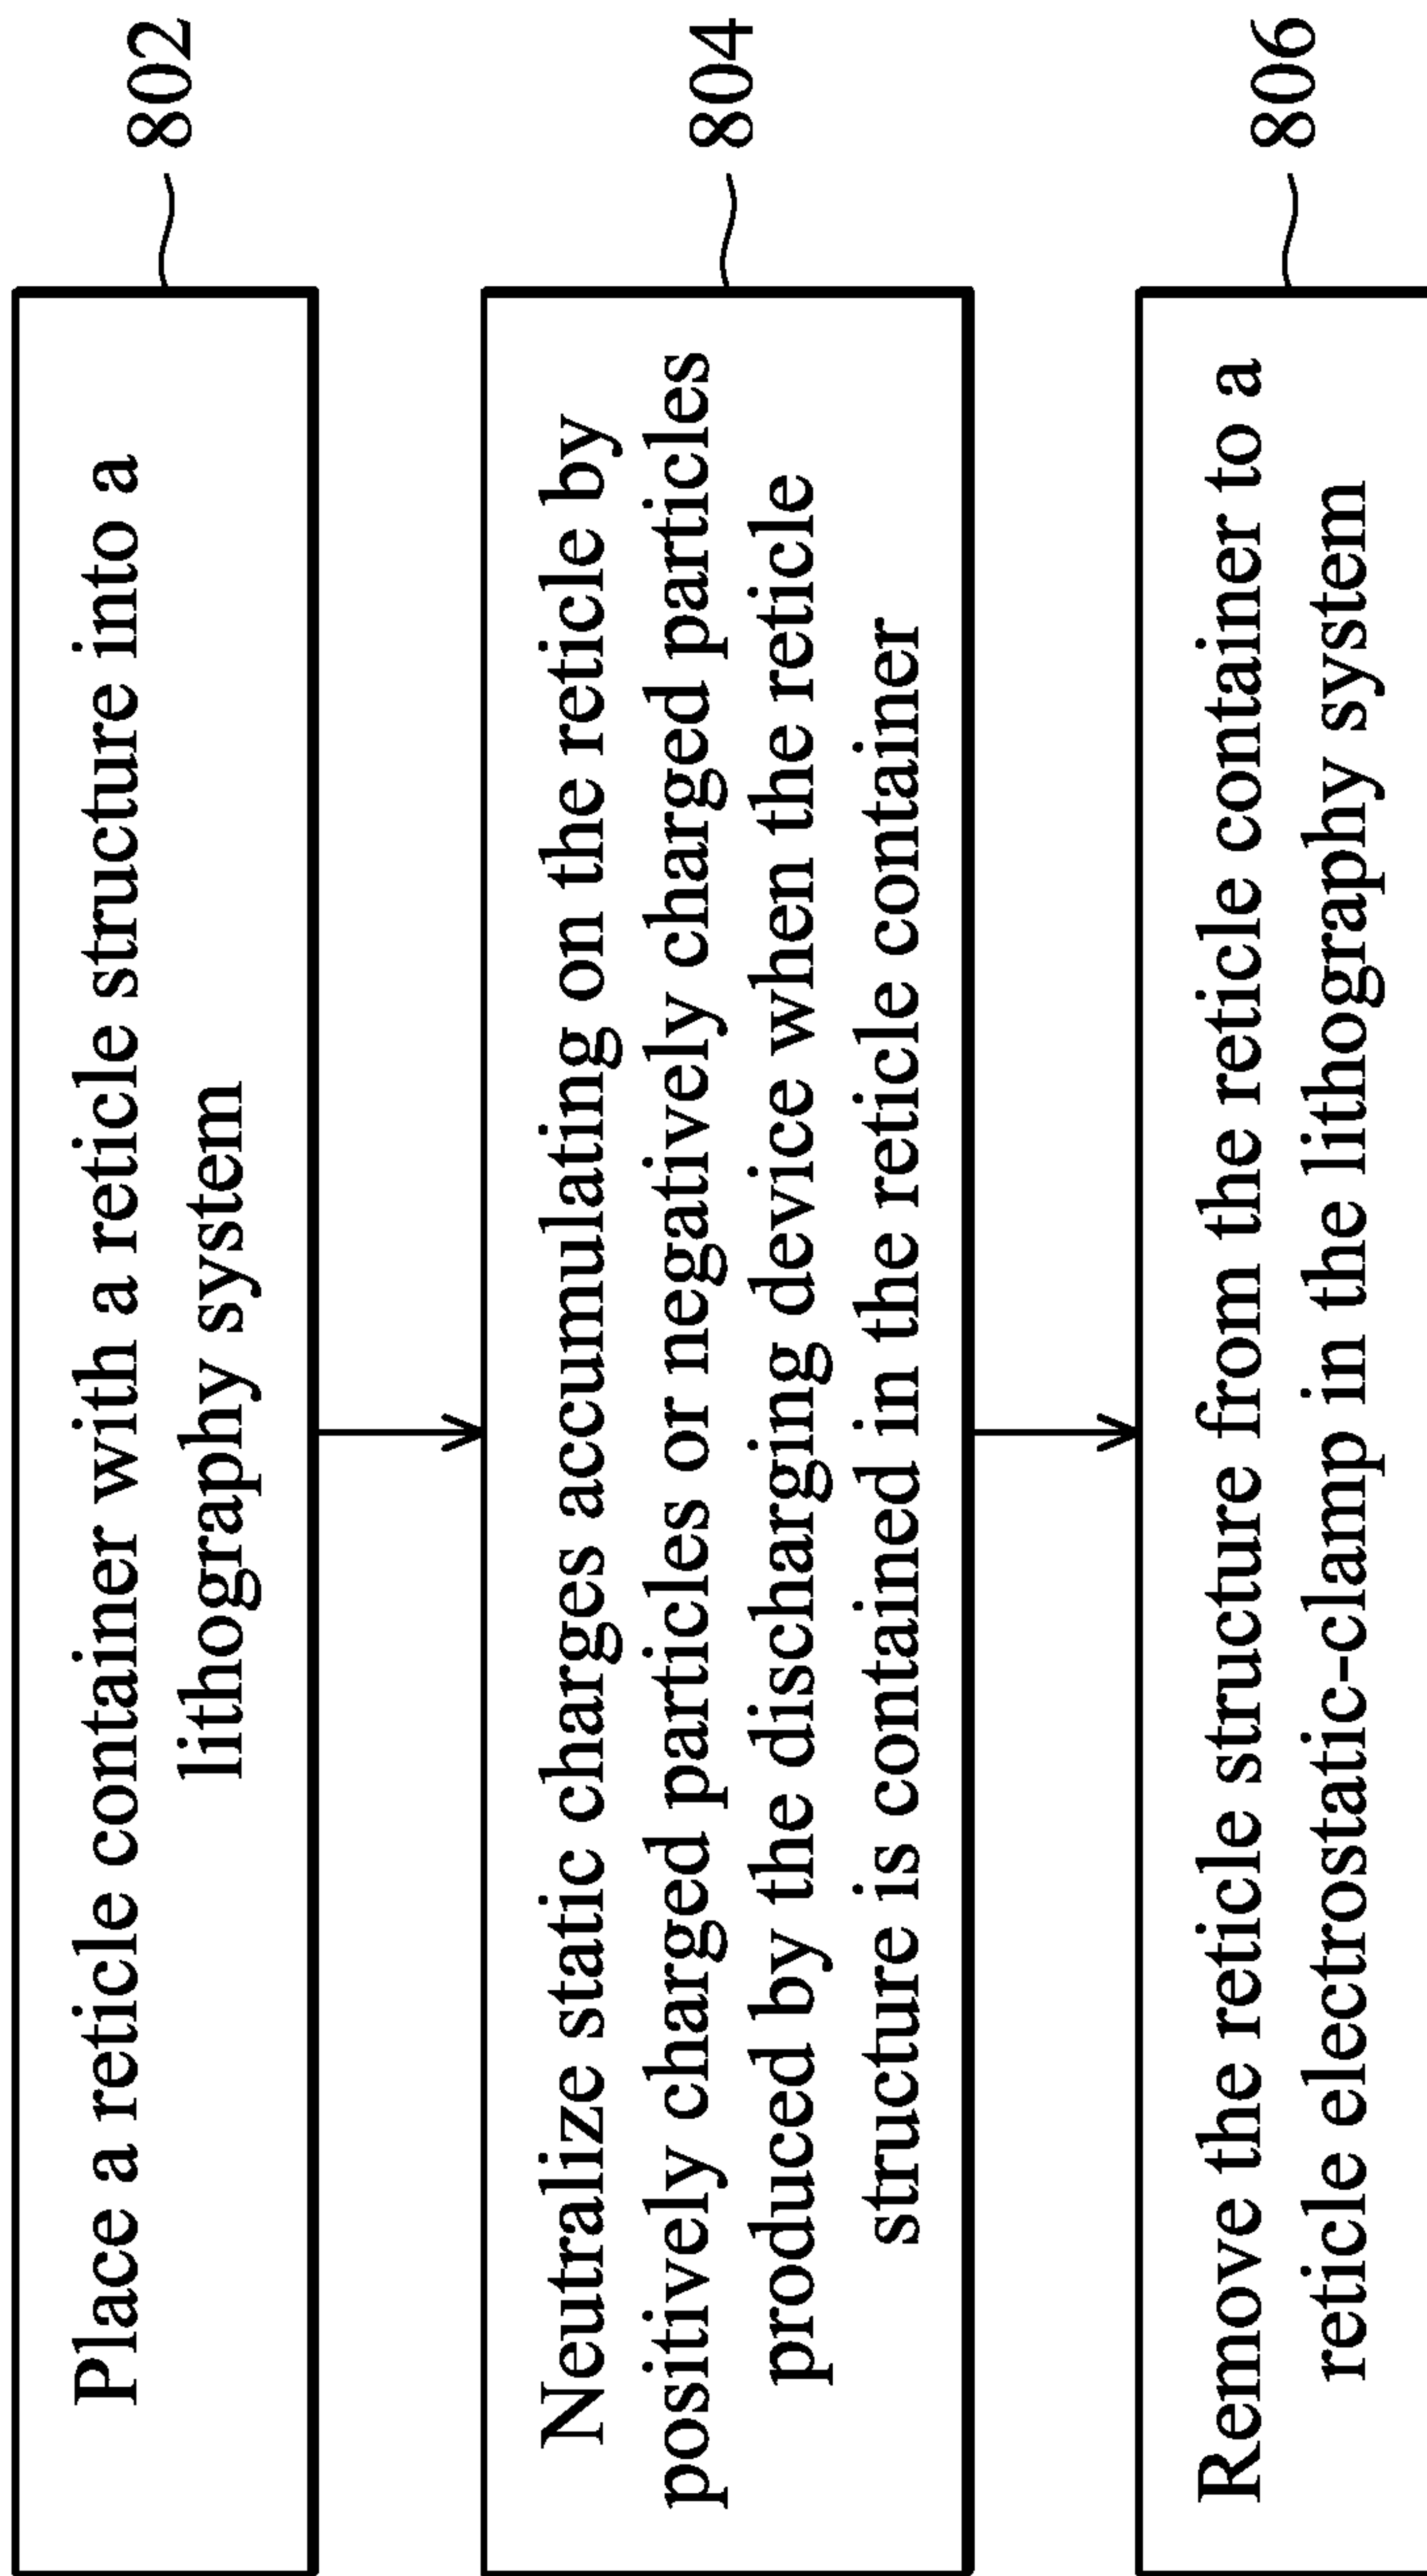 Place a reticle container with a reticle structure into a
lithography system
802
Neutralize static charges accumulating on the reticle by
positively charged particles or negatively charged particles
produced by the discharging device when the reticle
structure is contained in the reticle container
804
Remove the reticle structure from the reticle container to a
reticle electrostatic-clamp in the lithography system
806